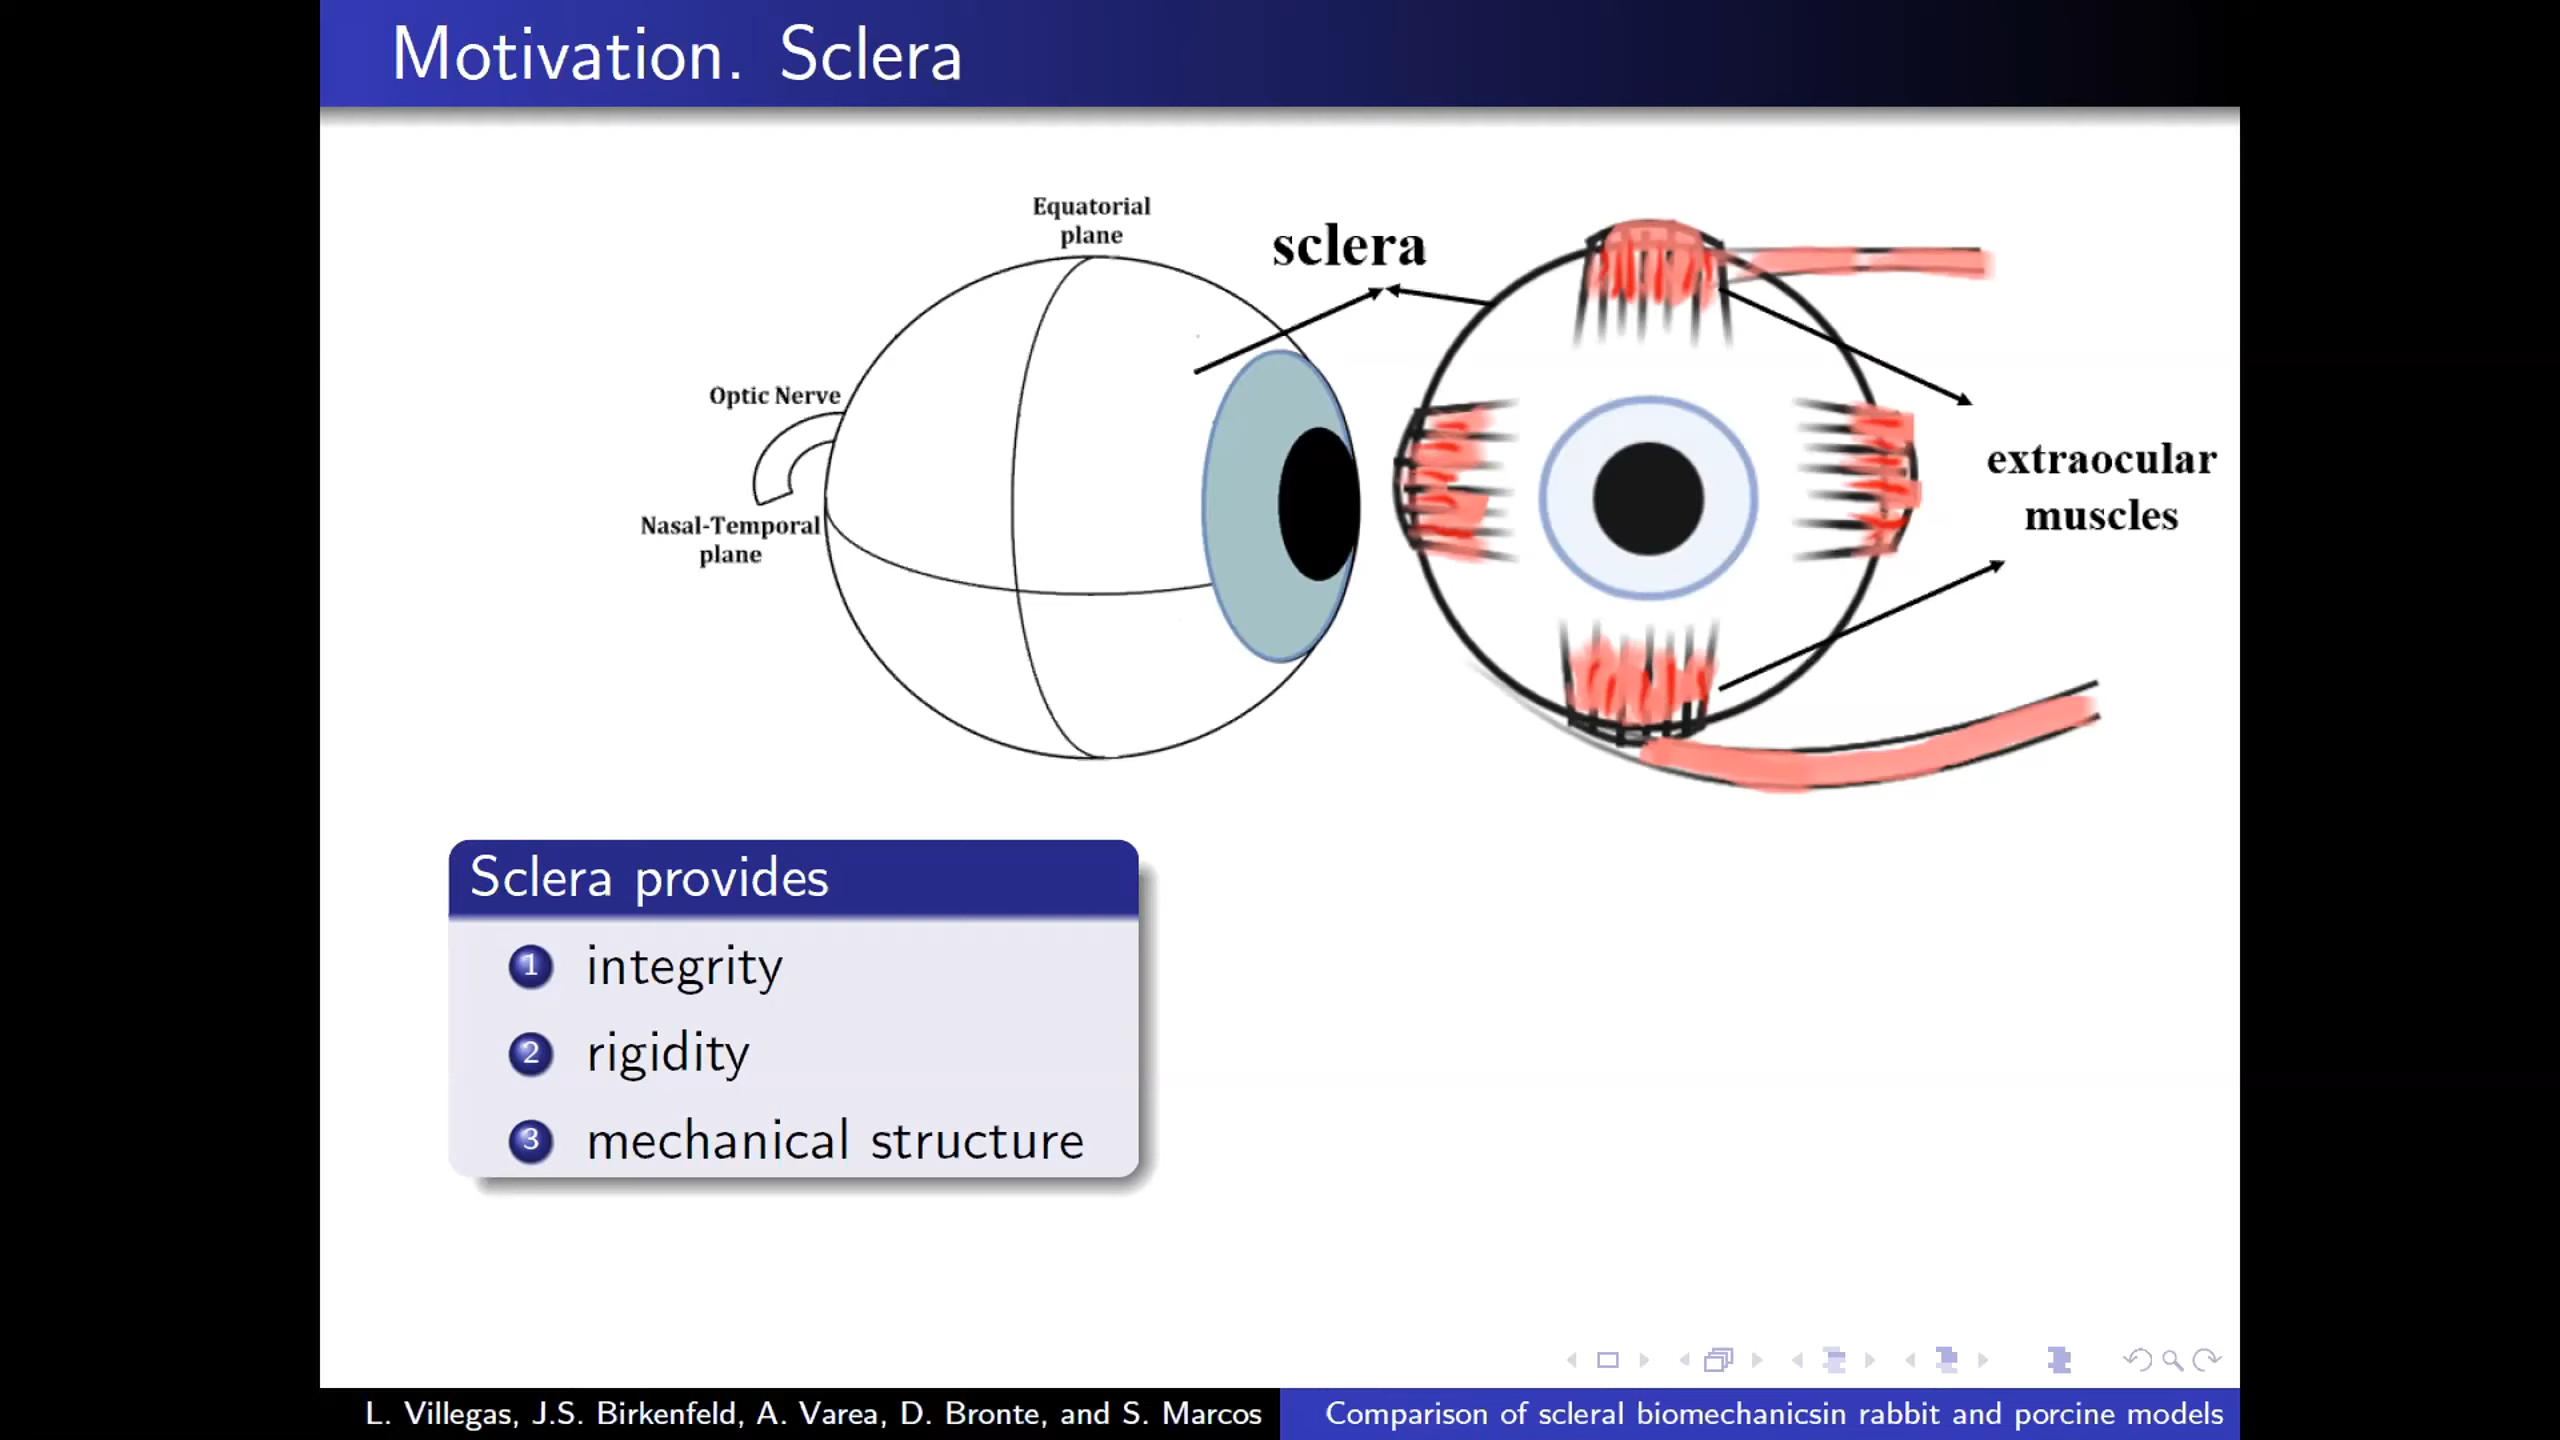 Motivation. Sclera
Equatorial
plane
sclera
Optic Nerve
Nasal-Temporal
plane
extraocular
muscles
Sclera provides
1 integrity
2 rigidity
3 mechanical structure
L. Villegas, J.S. Birkenfeld, A. Varea, D. Bronte, and S. Marcos
Comparison of scleral biomechanicsin rabbit and porcine models